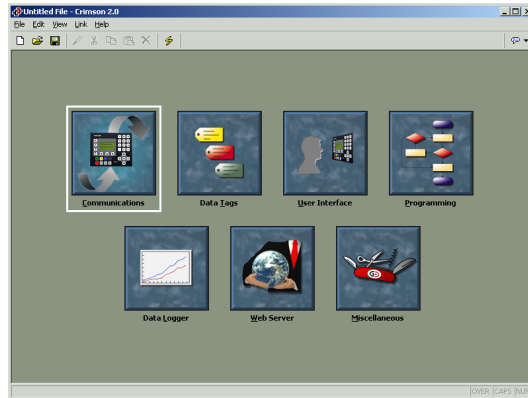 Untitled File - Crimson 2.0
File Edit View Link Help
Communications Data Tags User Interface Programming
Data Logger Web Server Miscellaneous
OVER CAPS NUM